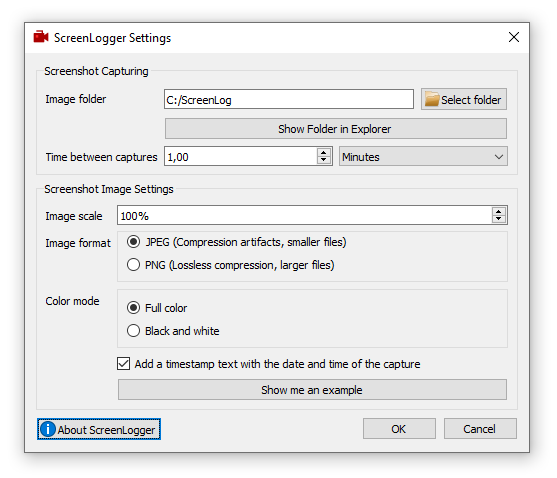 ScreenLogger Settings
Screenshot Capturing
Image folder C:/ScreenLog Select folder
Show Folder in Explorer
Time between captures 1,00 Minutes
Screenshot Image Settings
Image scale 100%
Image format JPEG (Compression artifacts, smaller files)
PNG (Lossless compression, larger files)
Color mode Full color
Black and white
Add a timestamp text with the date and time of the capture
Show me an example
About ScreenLogger OK Cancel